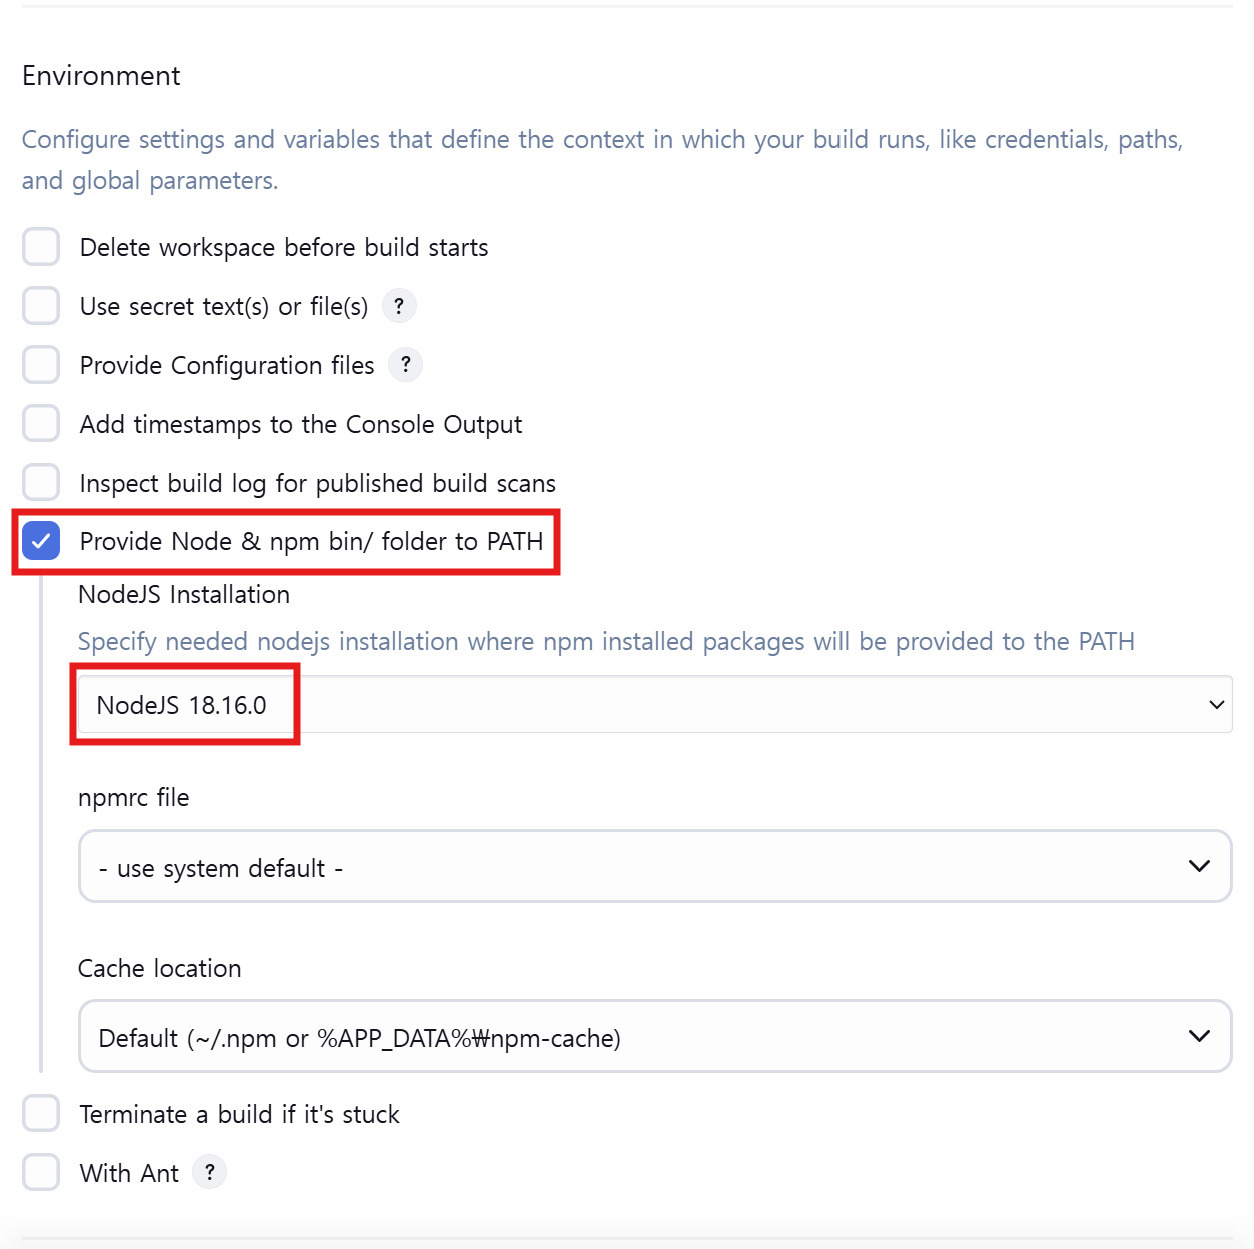 Environment
Configure settings and variables that define the context in which your build runs, like credentials, paths,
and global parameters.
Delete workspace before build starts
Use secret text(s) or file(s) ?
Provide Configuration files ?
Add timestamps to the Console Output
Inspect build log for published build scans
Provide Node & npm bin/ folder to PATH
NodeJS Installation
Specify needed nodejs installation where npm installed packages will be provided to the PATH
NodeJS 18.16.0
npmrc file
- use system default -
Cache location
Default (~/.npm or %APP_DATA%₩npm-cache)
Terminate a build if it's stuck
With Ant ?